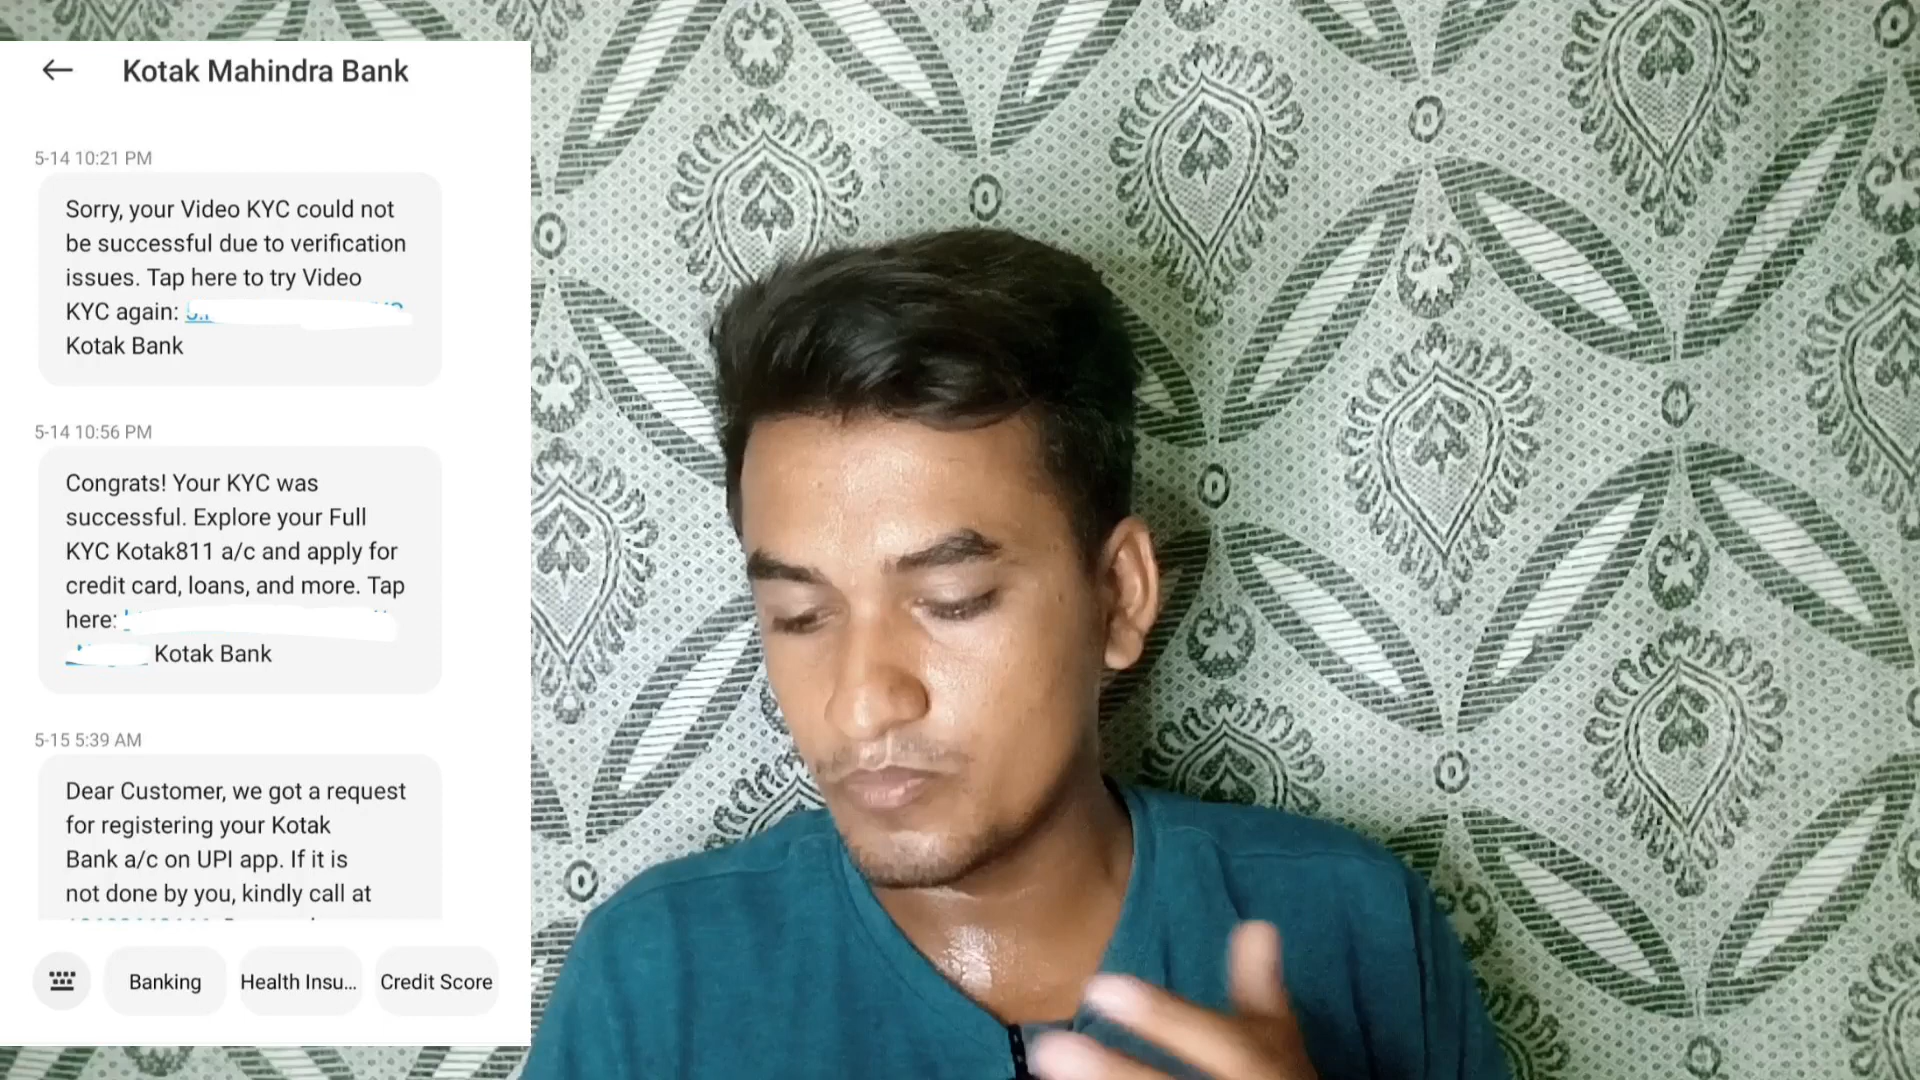 Kotak Mahindra Bank
5-14 10:21 PM
Sorry, your Video KYC could not
be successful due to verification
issues. Tap here to try Video
KYC again:
Kotak Bank
5-14 10:56 PM
Congrats! Your KYC was
successful. Explore your Full
KYC Kotak811 a/c and apply for
credit card, loans, and more. Tap
here:
Kotak Bank
5-15 5:39 AM
Dear Customer, we got a request
for registering your Kotak
Bank a/c on UPI app. If it is
not done by you, kindly call at
Banking
Health Insu...
Credit Score